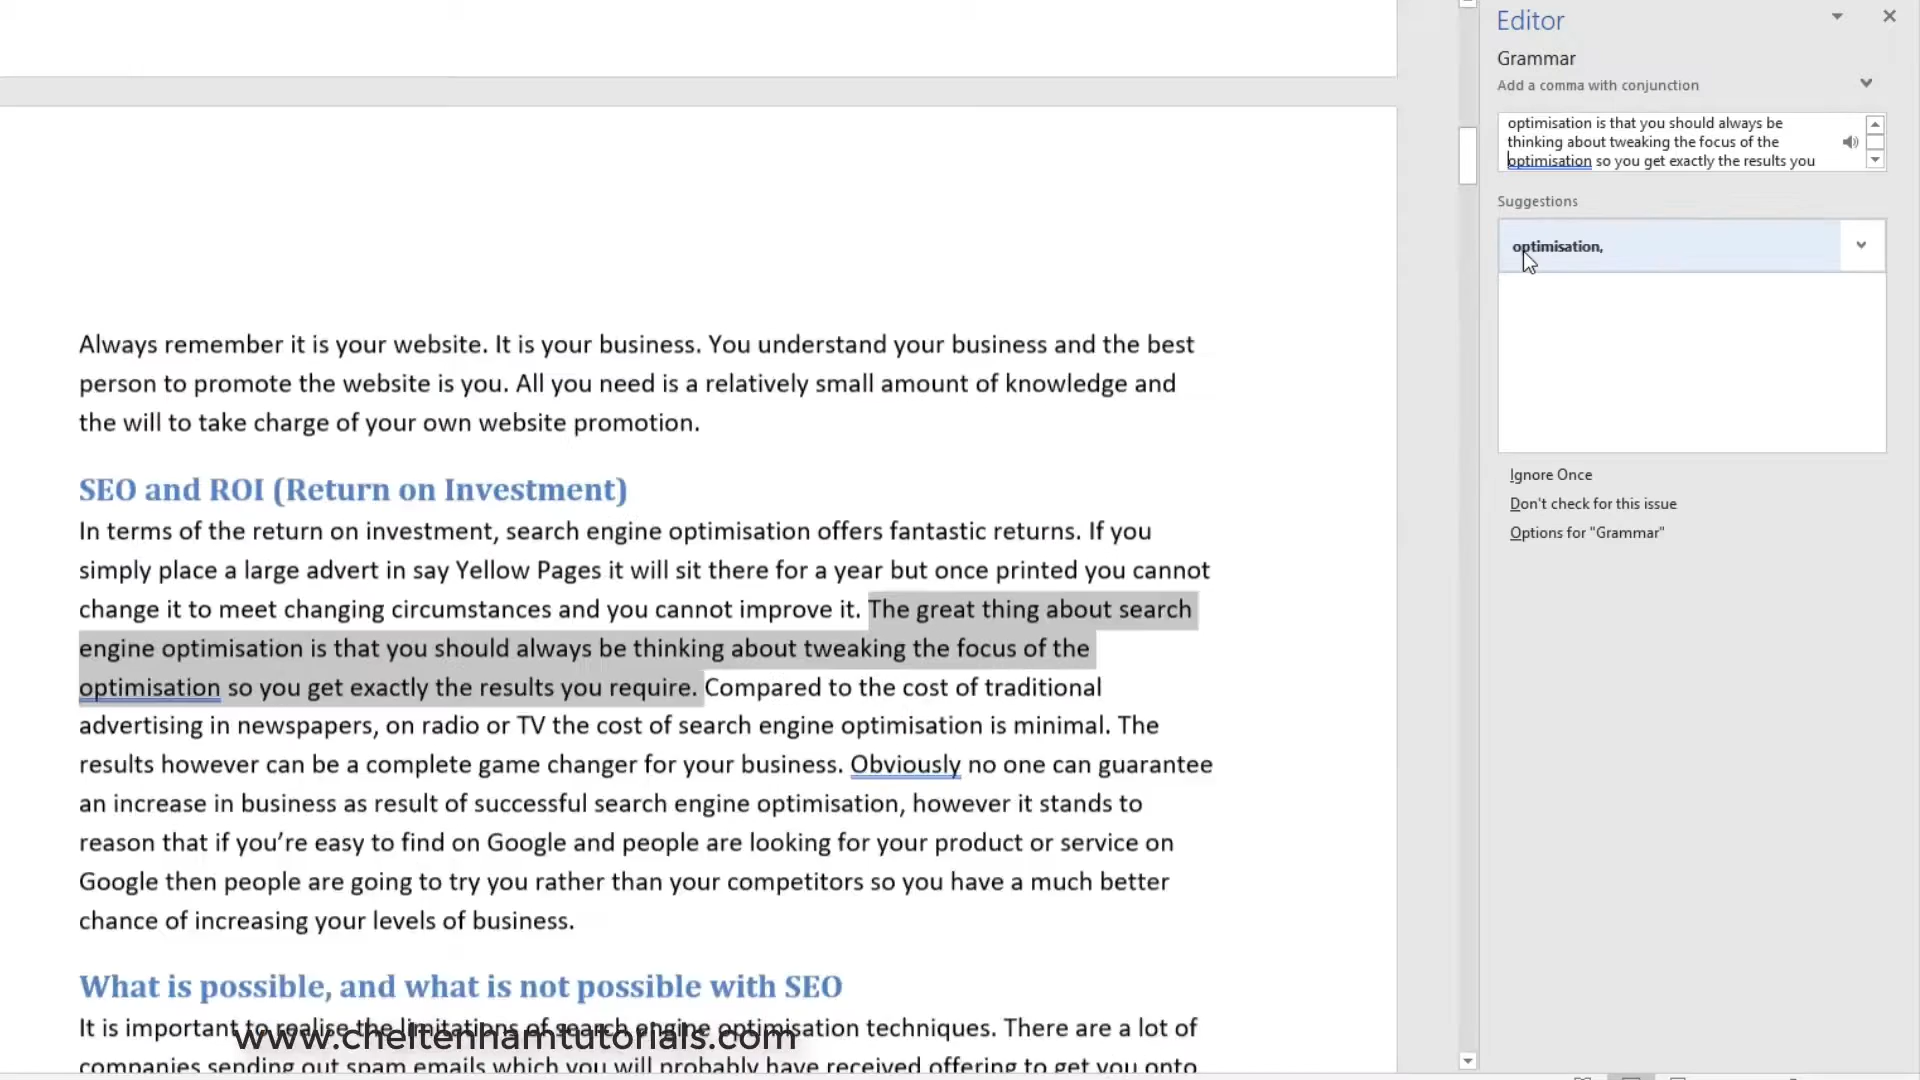 Editor
Grammar
Add a comma with conjunction
optimisation is that you should always be
thinking about tweaking the focus of the
optimisation so you get exactly the results you
Suggestions
optimisation,
Ignore Once
Don't check for this issue
Options for "Grammar"
Always remember it is your website. It is your business. You understand your business and the best
person to promote the website is you. All you need is a relatively small amount of knowledge and
the will to take charge of your own website promotion.
SEO and ROI (Return on Investment)
In terms of the return on investment, search engine optimisation offers fantastic returns. If you
simply place a large advert in say Yellow Pages it will sit there for a year but once printed you cannot
change it to meet changing circumstances and you cannot improve it. The great thing about search
engine optimisation is that you should always be thinking about tweaking the focus of the
optimisation so you get exactly the results you require. Compared to the cost of traditional
advertising in newspapers, on radio or TV the cost of search engine optimisation is minimal. The
results however can be a complete game changer for your business. Obviously no one can guarantee
an increase in business as result of successful search engine optimisation, however it stands to
reason that if you’re easy to find on Google and people are looking for your product or service on
Google then people are going to try you rather than your competitors so you have a much better
chance of increasing your levels of business.
What is possible, and what is not possible with SEO
It is important to realise the limitations of search engine optimisation techniques. There are a lot of
www.cheltenhamtutorials.com
companies sending out spam emails which you will probably have received offering to get you onto